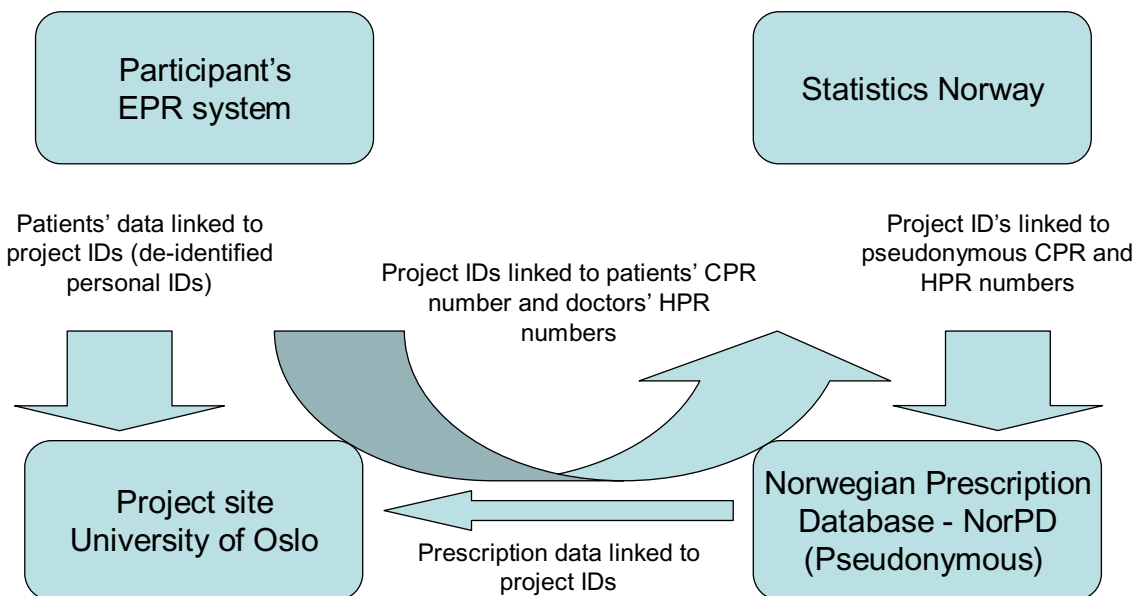 Participant’s
EPR system
Statistics Norway
Patients’ data linked to
project IDs (de-identified
personal IDs)
Project IDs linked to patients’ CPR
number and doctors’ HPR
numbers
Project ID’s linked to
pseudonymous CPR and
HPR numbers
Project site
University of Oslo
Prescription data linked to
project IDs
Norwegian Prescription
Database - NorPD
(Pseudonymous)